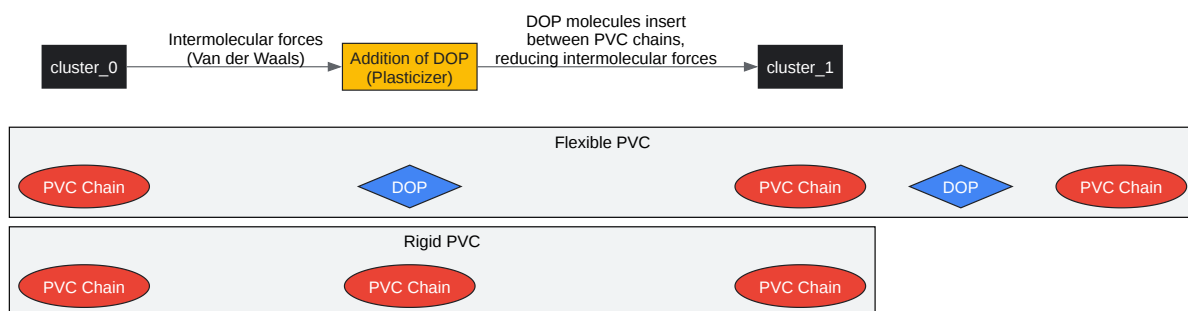 DOP molecules insert
between PVC chains,
reducing intermolecular forces
Intermolecular forces
(Van der Waals)
cluster_0
Addition of DOP
(Plasticizer)
cluster_1
Flexible PVC
PVC Chain
DOP
PVC Chain
DOP
PVC Chain
Rigid PVC
PVC Chain
PVC Chain
PVC Chain